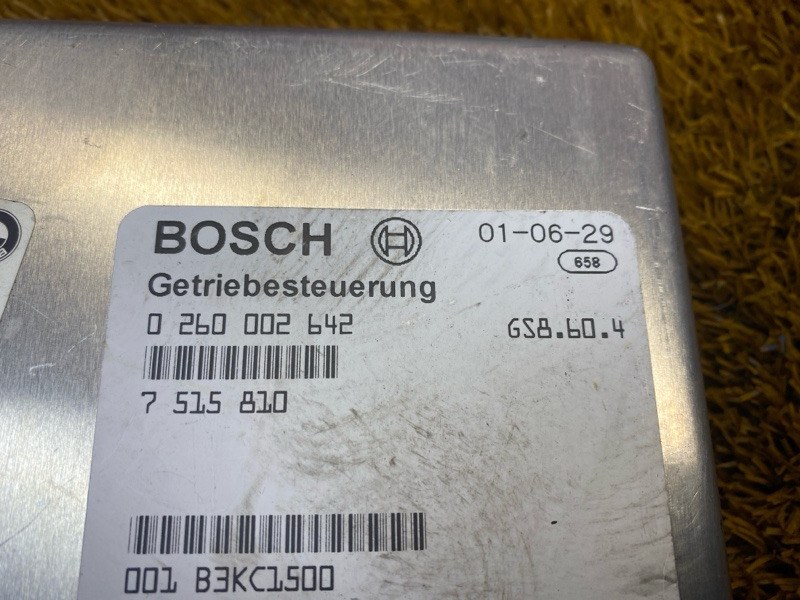 BOSCH 01-06-29
658
Getriebesteuerung
0 260 002 642 GS8.60.4
7 515 810
001 B3KC1500